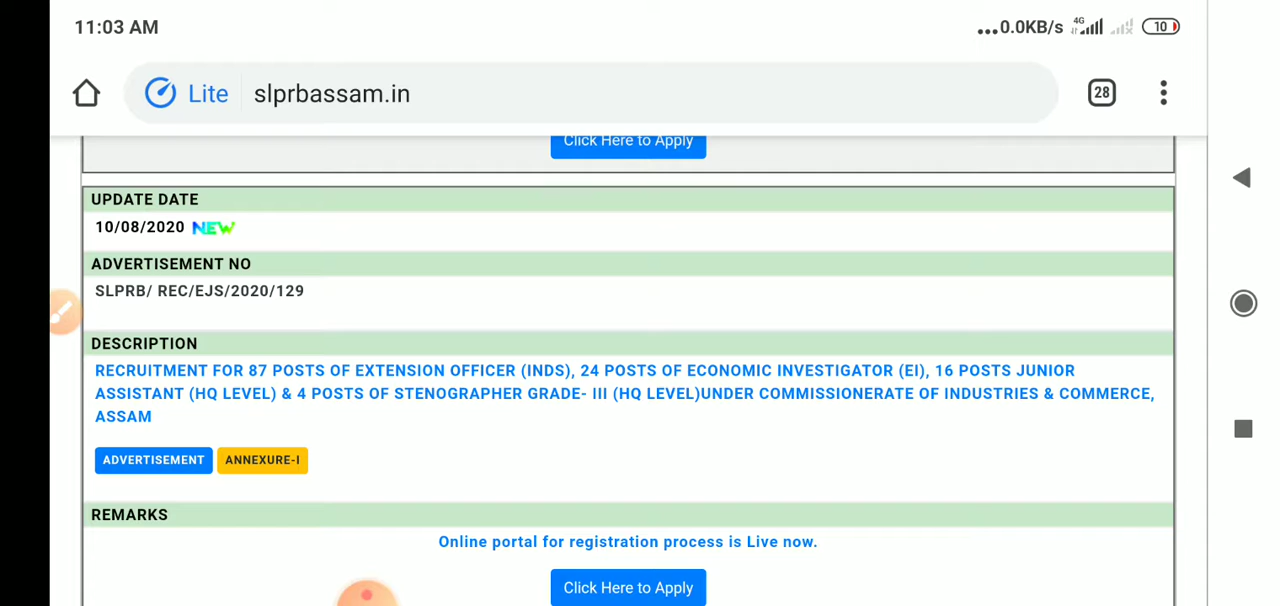 11:03 AM
...0.0KB/s 4G 10
Lite slprbassam.in 28
Click Here to Apply
UPDATE DATE
10/08/2020 NEW
ADVERTISEMENT NO
SLPRB/ REC/EJS/2020/129
DESCRIPTION
RECRUITMENT FOR 87 POSTS OF EXTENSION OFFICER (INDS), 24 POSTS OF ECONOMIC INVESTIGATOR (EI), 16 POSTS JUNIOR
ASSISTANT (HQ LEVEL) & 4 POSTS OF STENOGRAPHER GRADE- III (HQ LEVEL)UNDER COMMISSIONERATE OF INDUSTRIES & COMMERCE,
ASSAM
ADVERTISEMENT ANNEXURE-I
REMARKS
Online portal for registration process is Live now.
Click Here to Apply